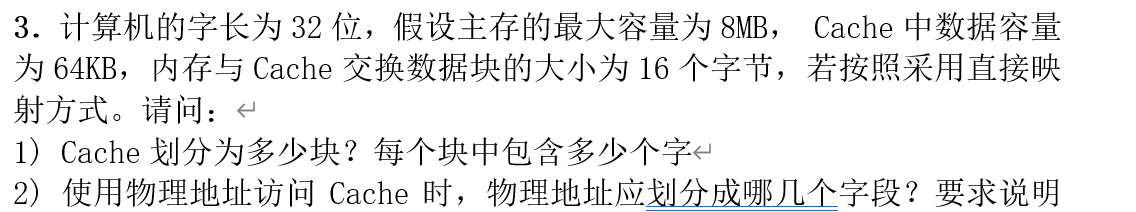 3．计算机的字长为 32 位，假设主存的最大容量为 8MB， Cache 中数据容量
为 64KB，内存与 Cache 交换数据块的大小为 16 个字节，若按照采用直接映
射方式。请问：↵
1) Cache 划分为多少块？每个块中包含多少个字↵
2) 使用物理地址访问 Cache 时，物理地址应划分成哪几个字段？要求说明